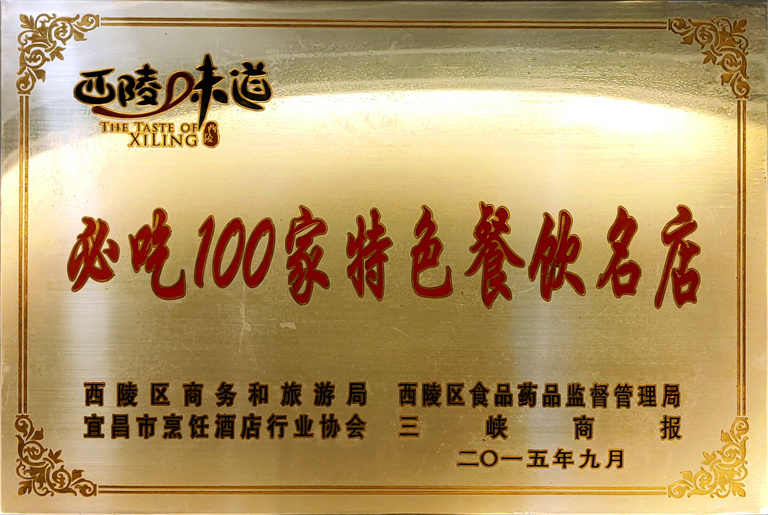 西陵味道
THE TASTE OF
XILING
必吃100家特色餐饮名店
西陵区商务和旅游局 西陵区食品药品监督管理局
宜昌市烹饪酒店行业协会 三峡商报
二〇一五年九月